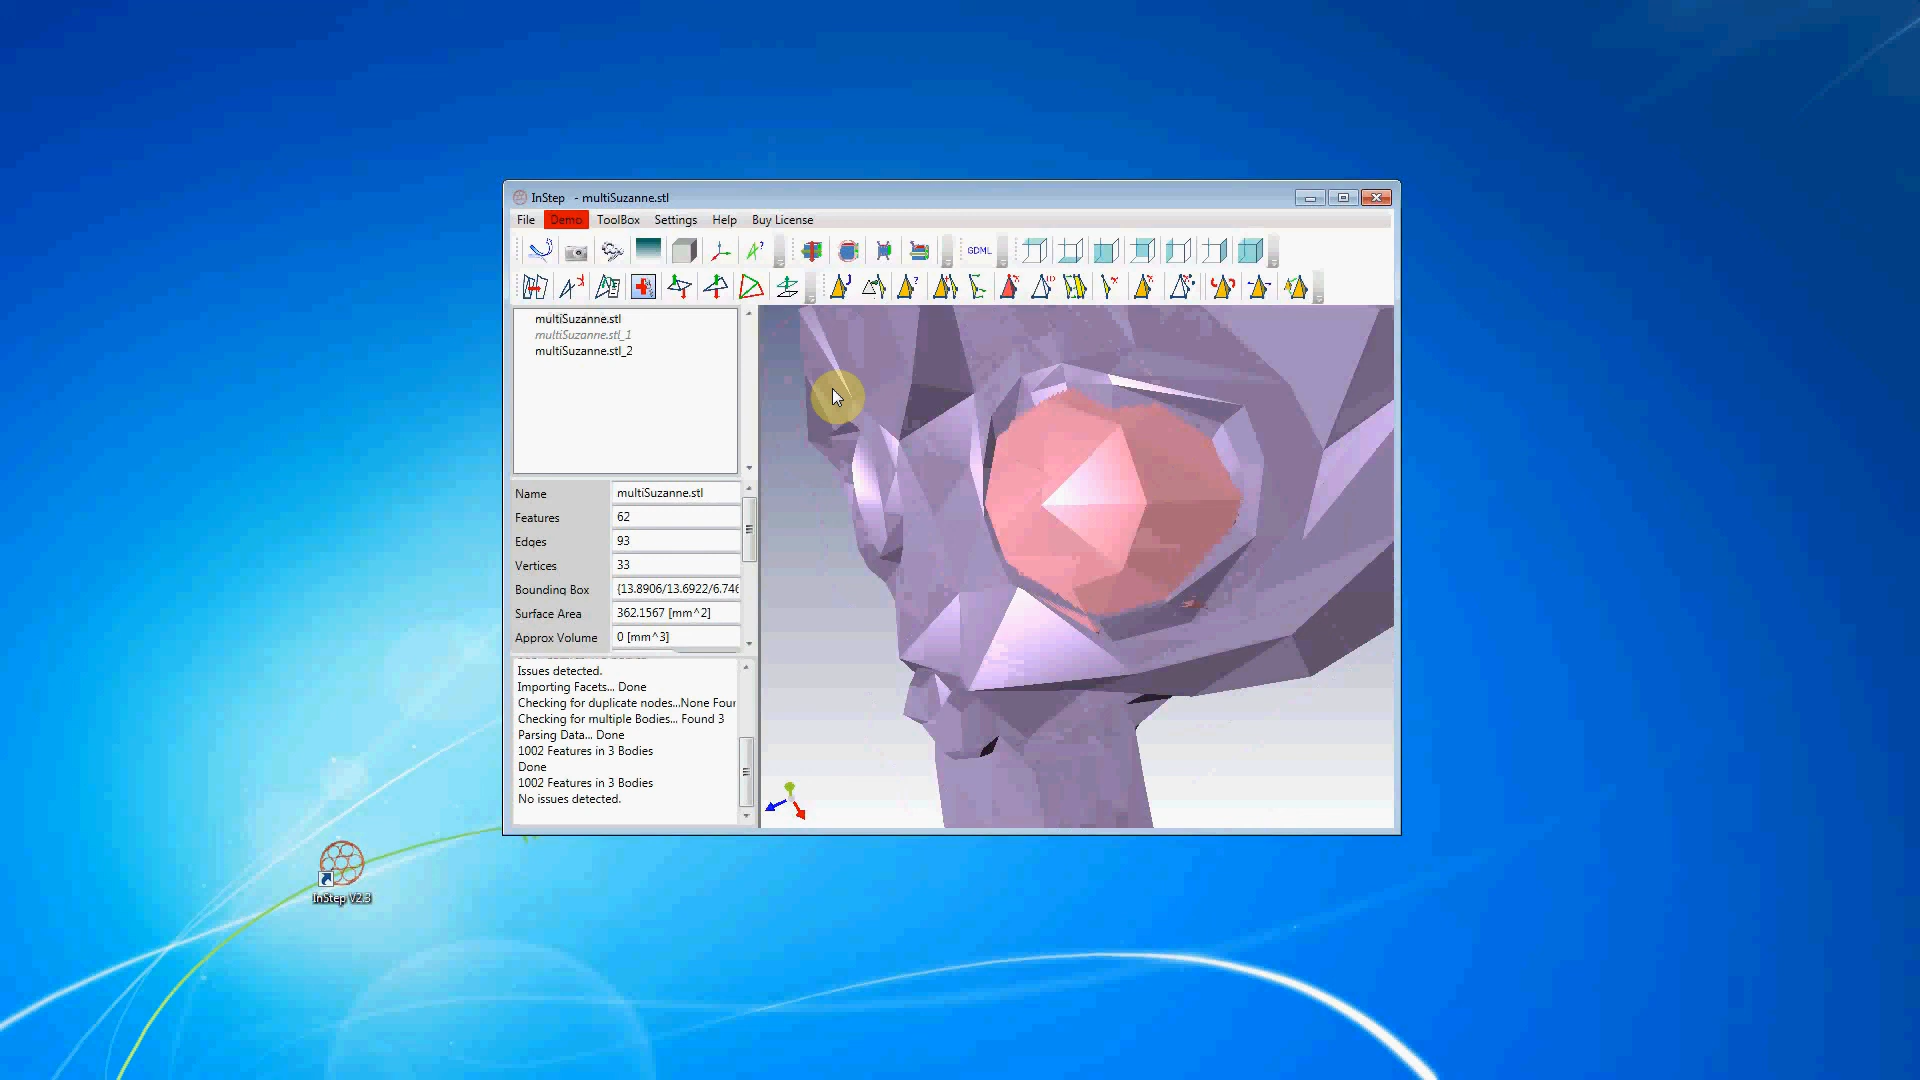 InStep - multiSuzanne.stl
File Demo ToolBox Settings Help Buy License
GDML
multiSuzanne.stl
multiSuzanne.stl_1
multiSuzanne.stl_2
Name multiSuzanne.stl
Features 62
Edges 93
Vertices 33
Bounding Box {13.8906/13.6922/6.746
Surface Area 362.1567 [mm^2]
Approx Volume 0 [mm^3]
Issues detected.
Importing Facets... Done
Checking for duplicate nodes...None Four
Checking for multiple Bodies... Found 3
Parsing Data... Done
1002 Features in 3 Bodies
Done
1002 Features in 3 Bodies
No issues detected.
InStep V2.3